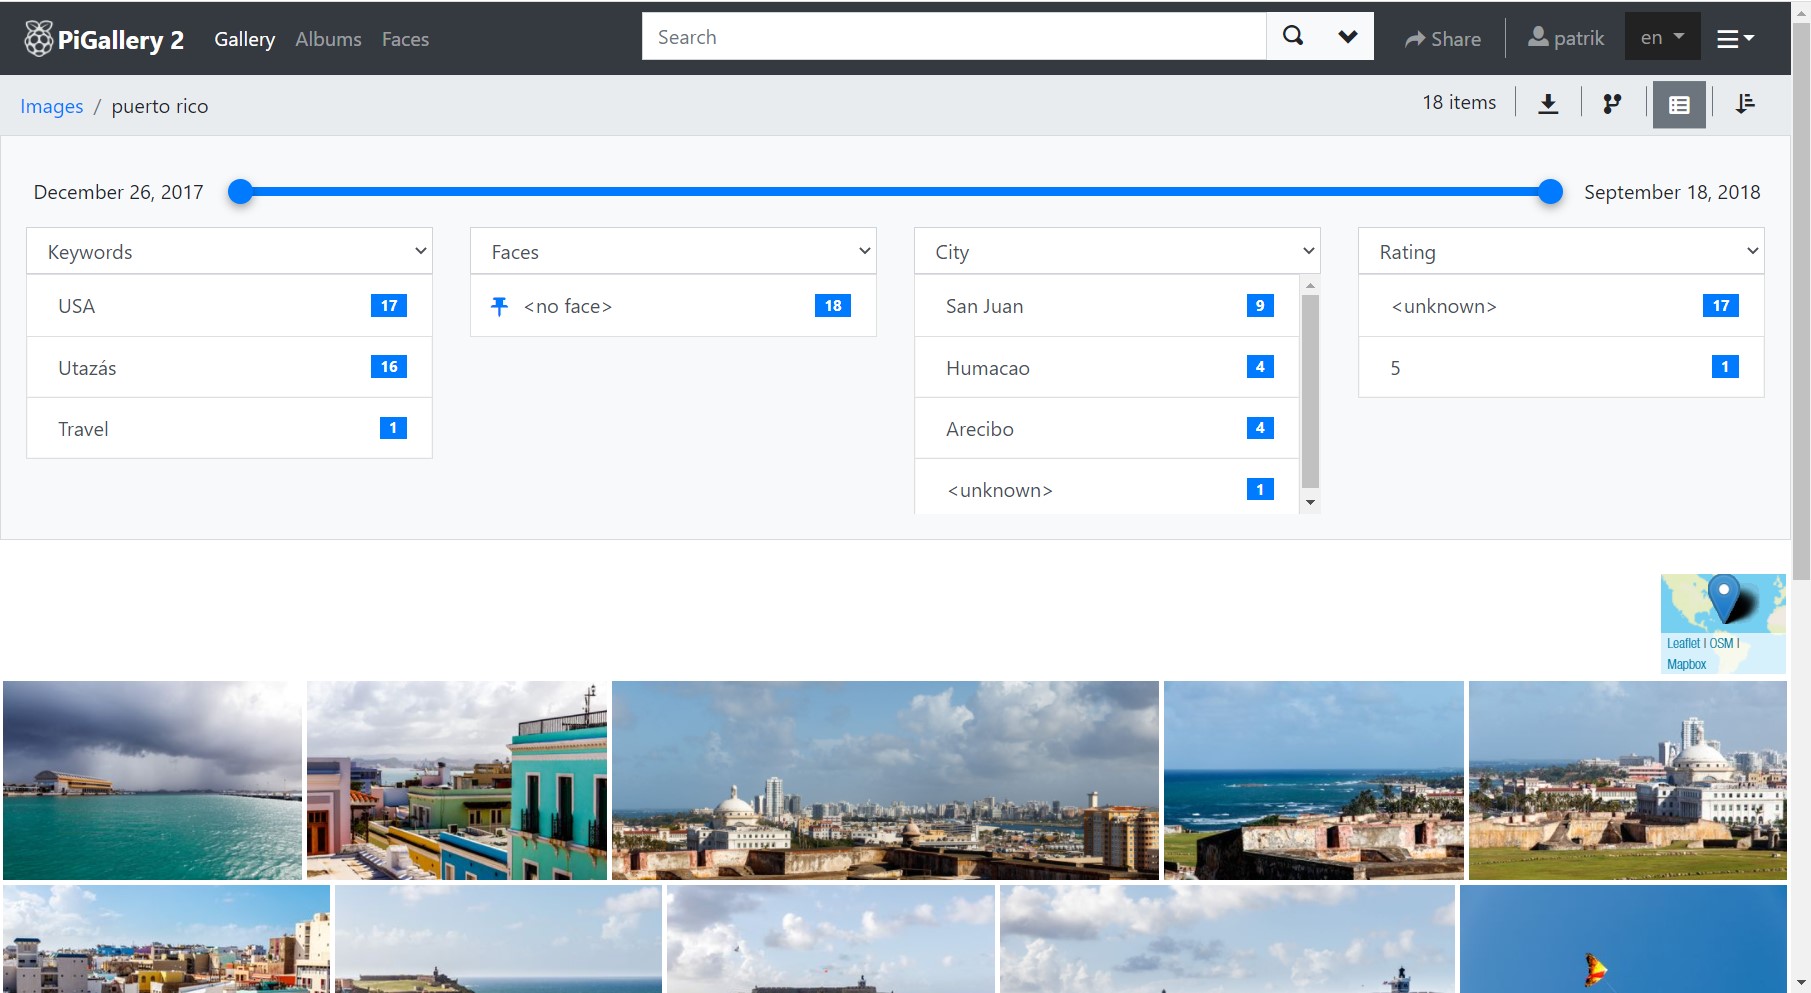 PiGallery 2 Gallery Albums Faces Search Share patrik en
Images / puerto rico 18 items
December 26, 2017 September 18, 2018
Keywords
USA 17
Utazás 16
Travel 1
Faces
<no face> 18
City
San Juan 9
Humacao 4
Arecibo 4
<unknown> 1
Rating
<unknown> 17
5 1
Leaflet | OSM |
Mapbox